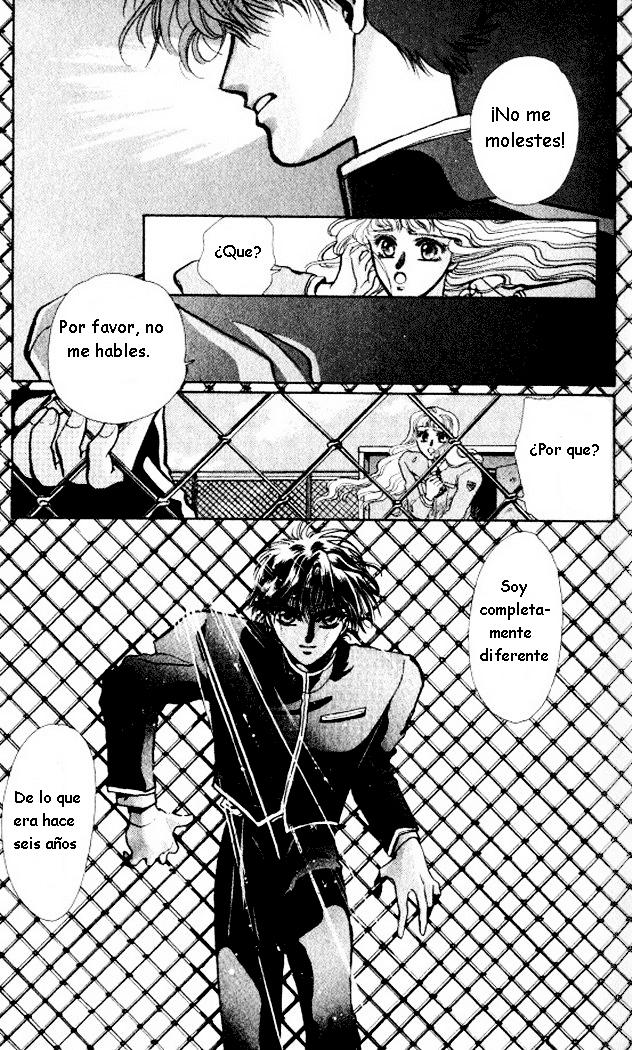 ¡No me
molestes!
¿Que?
Por favor, no
me hables.
¿Por que?
Soy
completa-
mente
diferente
De lo que
era hace
seis años